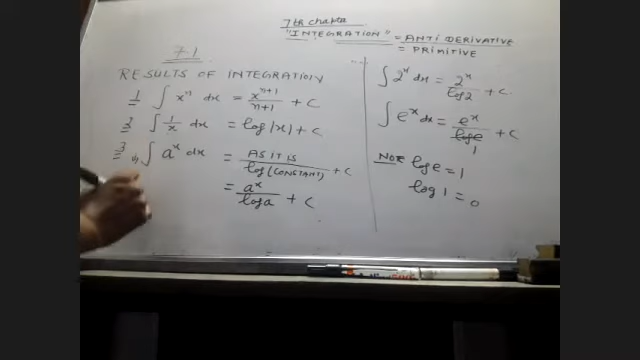 7th chapter
"INTEGRATION" = ANTI DERIVATIVE
= PRIMITIVE
7.1
RESULTS OF INTEGRATION
1 ∫ xⁿ dx = xⁿ⁺¹/n+1 + C
2 ∫ 1/x dx = log|x| + C
3 ∫ aˣ dx = AS IT IS/log(CONSTANT) + C
= aˣ/log a + C
∫ 2ˣ dx = 2ˣ/log 2 + C.
∫ eˣ dx = eˣ/log e + C
1
NOTE log e = 1
log 1 = 0